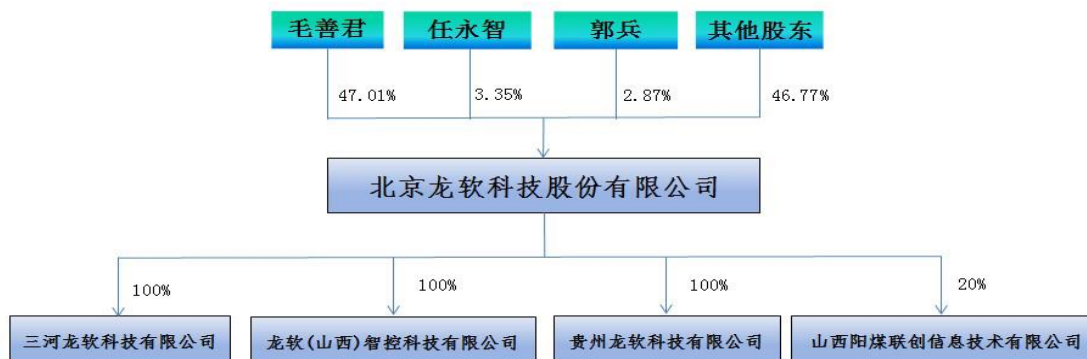 毛善君
任永智
郭兵
其他股东
47.01%
3.35%
2.87%
46.77%
北京龙软科技股份有限公司
100%
100%
100%
20%
三河龙软科技有限公司
龙软(山西)智控科技有限公司
贵州龙软科技有限公司
山西阳煤联创信息技术有限公司